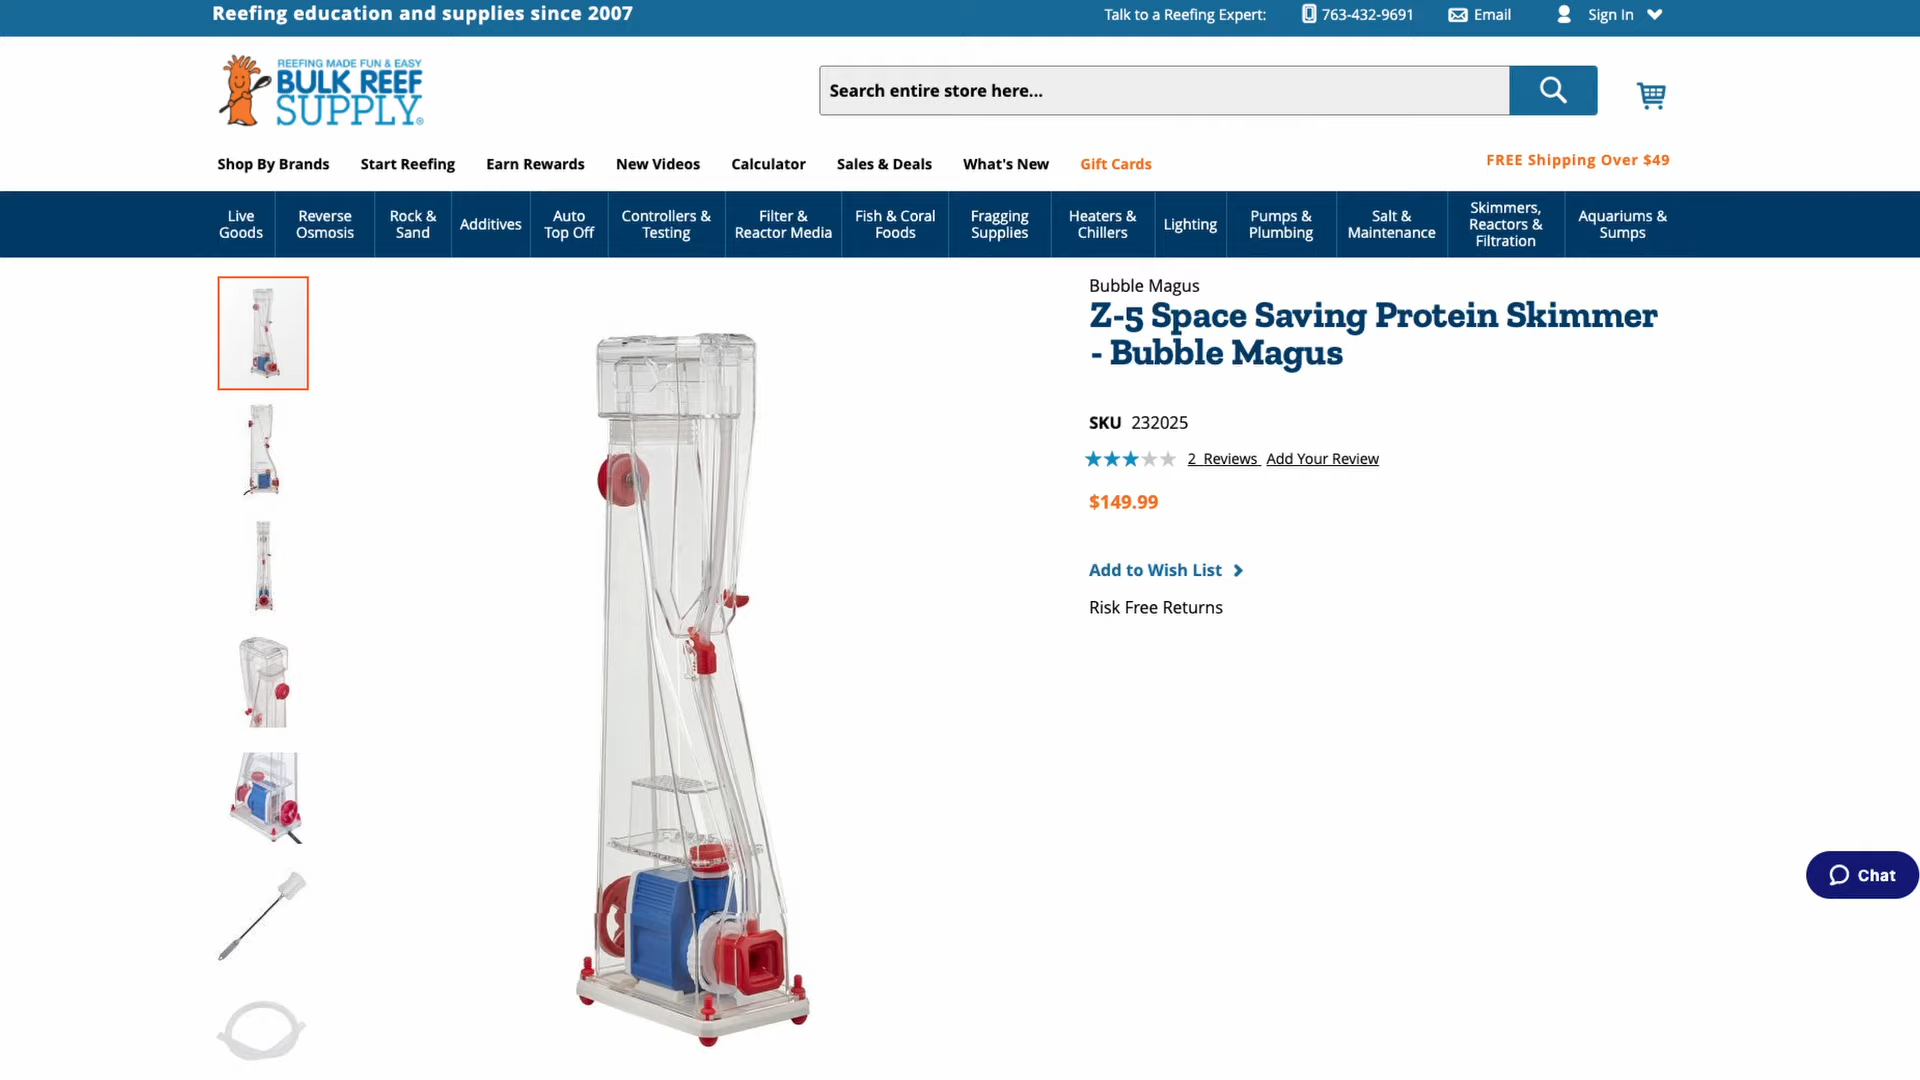 Reefing education and supplies since 2007
Talk to a Reefing Expert:
763-432-9691
Email
Sign In
REEFING MADE FUN & EASY
BULK REEF
SUPPLY®
Search entire store here...
Shop By Brands
Start Reefing
Earn Rewards
New Videos
Calculator
Sales & Deals
What's New
Gift Cards
FREE Shipping Over $49
Live
Goods
Reverse
Osmosis
Rock &
Sand
Additives
Auto
Top Off
Controllers &
Testing
Filter &
Reactor Media
Fish & Coral
Foods
Fragging
Supplies
Heaters &
Chillers
Lighting
Pumps &
Plumbing
Salt &
Maintenance
Skimmers,
Reactors &
Filtration
Aquariums &
Sumps
Bubble Magus
Z-5 Space Saving Protein Skimmer
- Bubble Magus
SKU 232025
2 Reviews Add Your Review
$149.99
Add to Wish List
Risk Free Returns
Chat